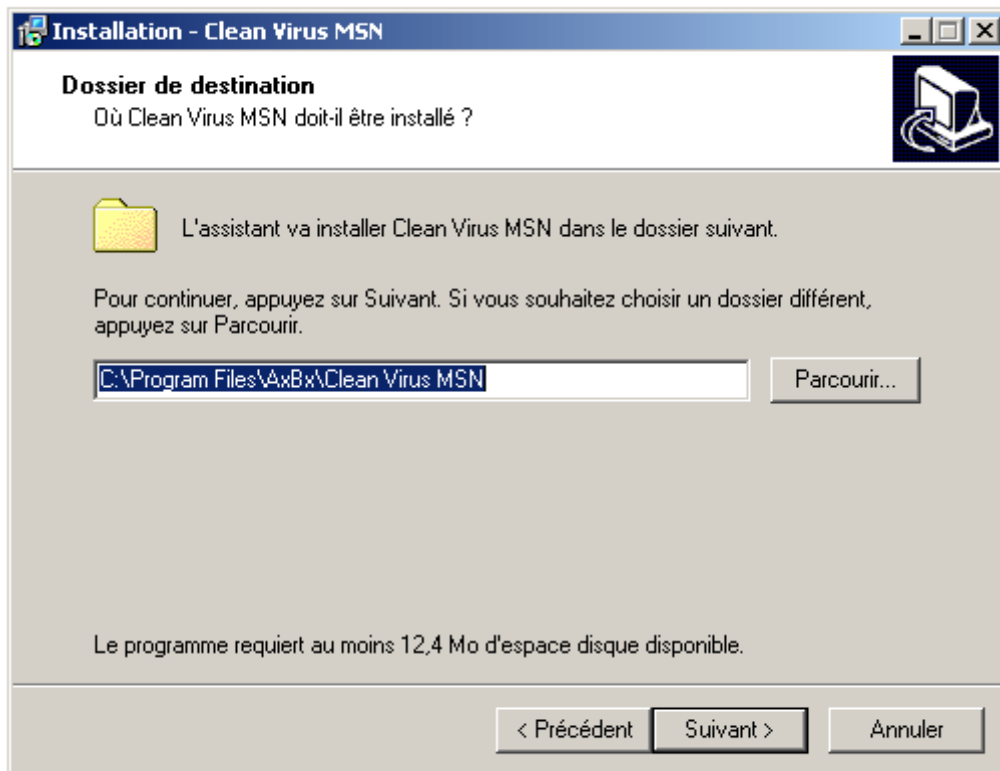 Installation - Clean Virus MSN
Dossier de destination
Où Clean Virus MSN doit-il être installé ?
L'assistant va installer Clean Virus MSN dans le dossier suivant.
Pour continuer, appuyez sur Suivant. Si vous souhaitez choisir un dossier différent,
appuyez sur Parcourir.
C:\Program Files\AxBx\Clean Virus MSN
Parcourir...
Le programme requiert au moins 12,4 Mo d'espace disque disponible.
< Précédent
Suivant >
Annuler